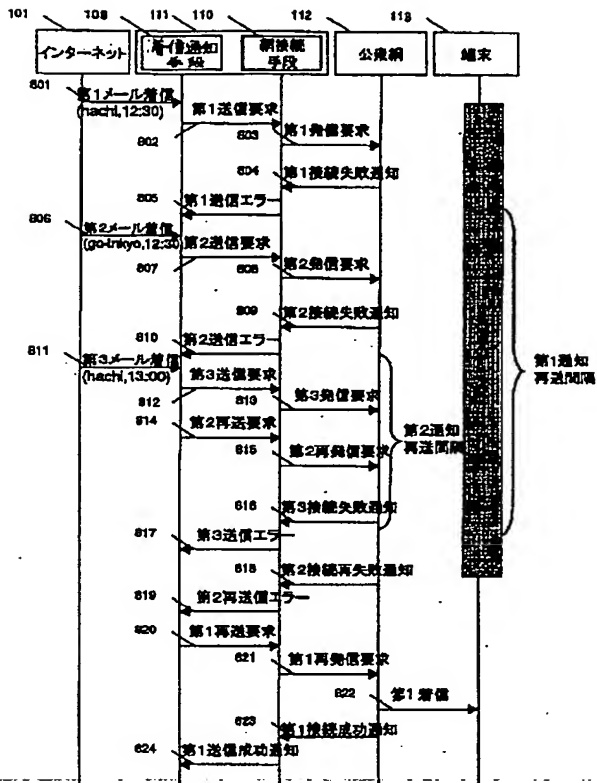 101 108 111 110 112 113
インターネット
着信通知
手段
網接続
手段
公衆網
端末
801
第1メール着信
(hachi,12:30)
第1送信要求
802
803
第1発信要求
804
第1接続失敗通知
805
第1送信エラー
806
第2メール着信
(go-inkyo,12:30)
第2送信要求
807
808
第2発信要求
809
第2接続失敗通知
810
第2送信エラー
811
第3メール着信
(hachi,13:00)
第3送信要求
812
813
第3発信要求
814
第2再送要求
815
第2再発信要求
第1通知
再送間隔
第2通知
再送間隔
816
第3接続失敗通知
817
第3送信エラー
818
第2接続再失敗通知
819
第2再送信エラー
820
第1再送要求
821
第1再発信要求
822
第1着信
823
第1接続成功通知
824
第1送信成功通知